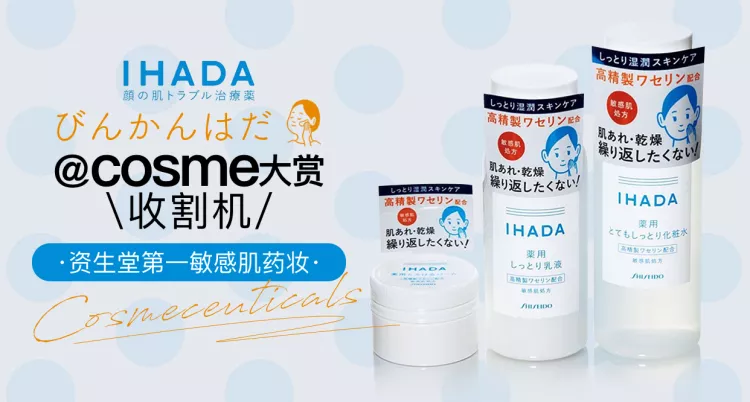 IHADA
顔の肌トラブル治療薬
びんかんはだ
@cosme大赏
\收割机/
·资生堂第一敏感肌药妆·
Cosmeceuticals
しっとり湿潤スキンケア
高精製ワセリン配合
敏感肌
処方
肌あれ・乾燥
繰り返したくない!
IHADA
しっとり湿潤スキンケア
高精製ワセリン配合
敏感肌
処方
肌あれ・乾燥
繰り返したくない!
IHADA
薬用
しっとり乳液
高精製ワセリン配合
敏感肌処方
SHISEIDO
しっとり湿潤スキンケア
高精製ワセリン配合
敏感肌
処方
肌あれ・乾燥
繰り返したくない!
IHADA
薬用
とてもしっとり化粧水
高精製ワセリン配合
敏感肌処方
SHISEIDO